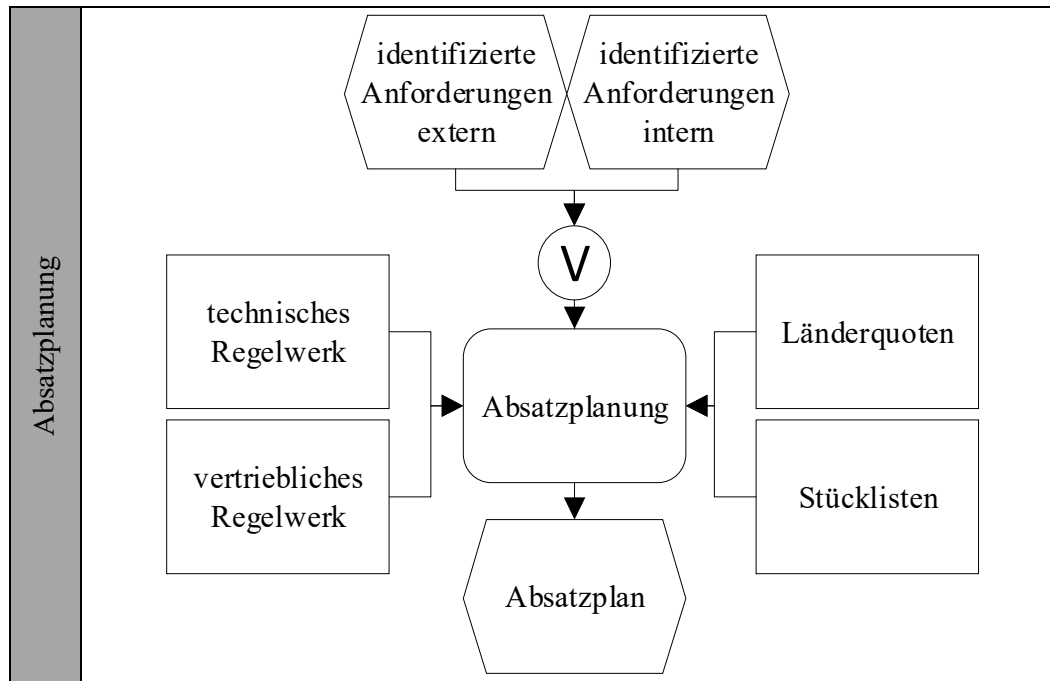 Absatzplanung
identifizierte
Anforderungen
extern
identifizierte
Anforderungen
intern
V
technisches
Regelwerk
Länderquoten
Absatzplanung
vertriebliches
Regelwerk
Stücklisten
Absatzplan